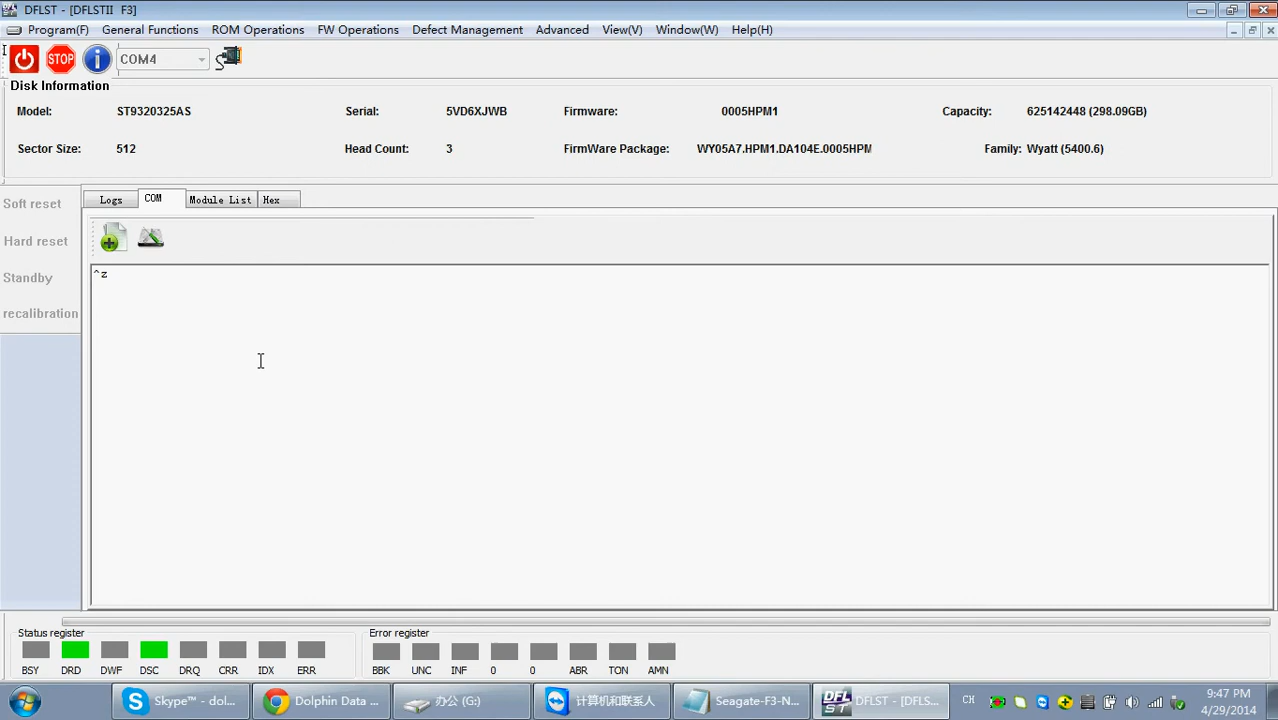 DFLST - [DFLSTII F3]
Program(F) General Functions ROM Operations FW Operations Defect Management Advanced View(V) Window(W) Help(H)
STOP COM4
Disk Information
Model: ST9320325AS Serial: 5VD6XJWB Firmware: 0005HPM1 Capacity: 625142448 (298.09GB)
Sector Size: 512 Head Count: 3 FirmWare Package: WY05A7.HPM1.DA104E.0005HPM Family: Wyatt (5400.6)
Soft reset
Hard reset
Standby
recalibration
Logs COM Module List Hex
^z
Status register
BSY DRD DWF DSC DRQ CRR IDX ERR
Error register
BBK UNC INF 0 0 ABR TON AMN
Skype™ - dol... Dolphin Data ... 办公 (G:) 计算机和联系人 Seagate-F3-N... DFL ST DFLST - [DFLS... CH
9:47 PM
4/29/2014